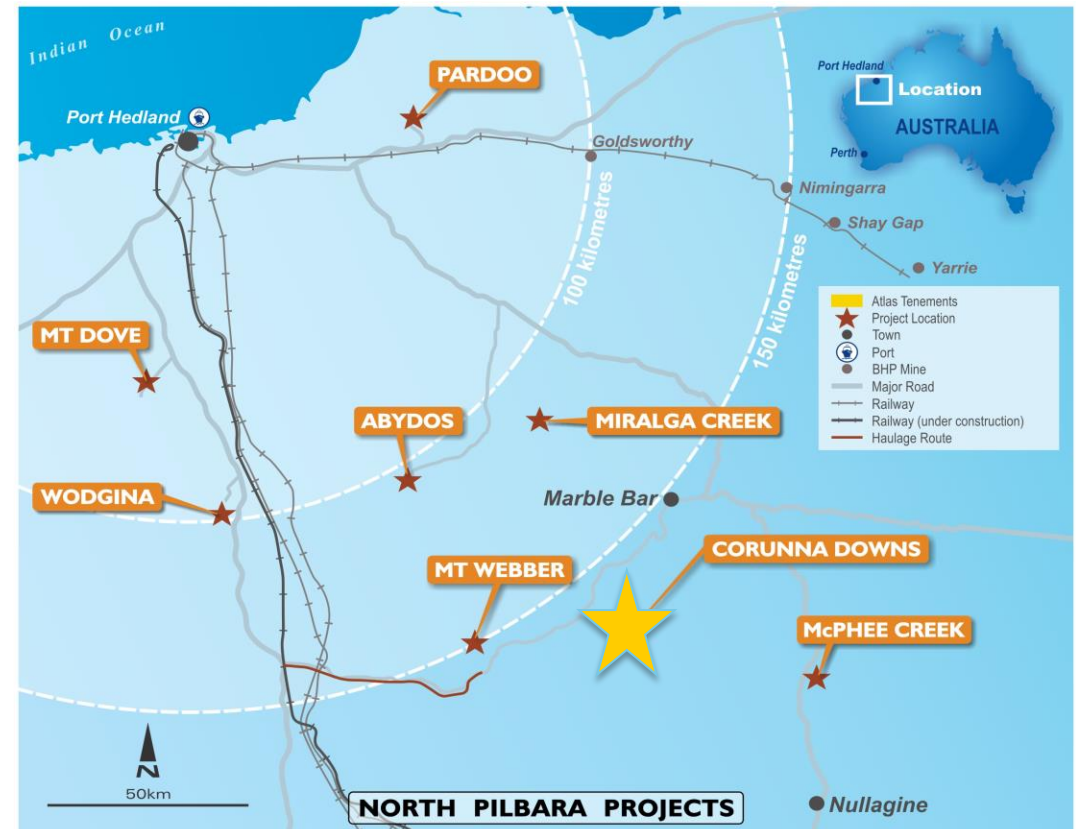 Indian Ocean
PARDOO
Port Hedland
Goldsworthy
Nimingarra
Shay Gap
Yarrie
100 kilometres
150 kilometres
Port Hedland
Location
AUSTRALIA
Perth
Atlas Tenements
Project Location
Town
Port
BHP Mine
Major Road
Railway
Railway (under construction)
Haulage Route
MT DOVE
ABYDOS
MIRALGA CREEK
WODGINA
Marble Bar
CORUNNA DOWNS
MT WEBBER
McPHEE CREEK
N
50km
NORTH PILBARA PROJECTS
Nullagine